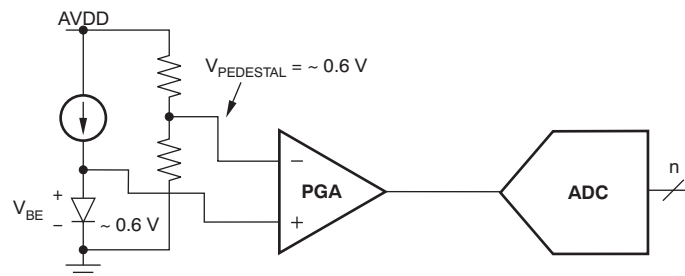 AVDD
V_PEDESTAL = ~ 0.6 V
+
V_BE
–
~ 0.6 V
–
PGA
+
ADC
n